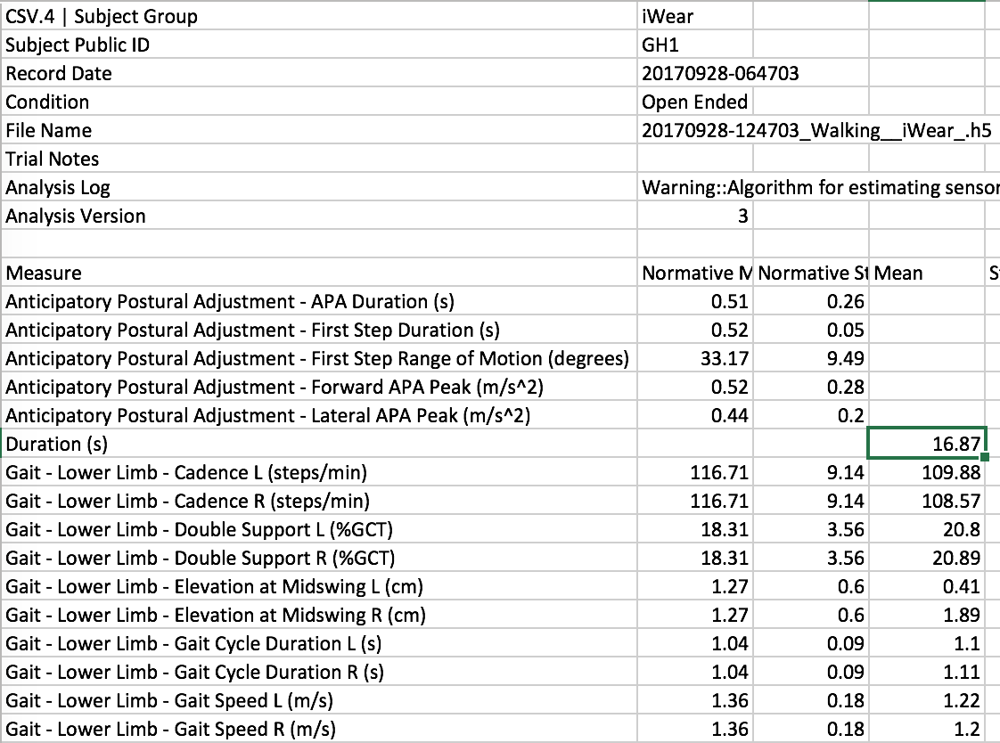 CSV.4 | Subject Group iWear
Subject Public ID GH1
Record Date 20170928-064703
Condition Open Ended
File Name 20170928-124703_Walking__iWear_.h5
Trial Notes
Analysis Log Warning::Algorithm for estimating sensor
Analysis Version 3
Measure Normative M Normative St Mean S
Anticipatory Postural Adjustment - APA Duration (s) 0.51 0.26
Anticipatory Postural Adjustment - First Step Duration (s) 0.52 0.05
Anticipatory Postural Adjustment - First Step Range of Motion (degrees) 33.17 9.49
Anticipatory Postural Adjustment - Forward APA Peak (m/s^2) 0.52 0.28
Anticipatory Postural Adjustment - Lateral APA Peak (m/s^2) 0.44 0.2
Duration (s) 16.87
Gait - Lower Limb - Cadence L (steps/min) 116.71 9.14 109.88
Gait - Lower Limb - Cadence R (steps/min) 116.71 9.14 108.57
Gait - Lower Limb - Double Support L (%GCT) 18.31 3.56 20.8
Gait - Lower Limb - Double Support R (%GCT) 18.31 3.56 20.89
Gait - Lower Limb - Elevation at Midswing L (cm) 1.27 0.6 0.41
Gait - Lower Limb - Elevation at Midswing R (cm) 1.27 0.6 1.89
Gait - Lower Limb - Gait Cycle Duration L (s) 1.04 0.09 1.1
Gait - Lower Limb - Gait Cycle Duration R (s) 1.04 0.09 1.11
Gait - Lower Limb - Gait Speed L (m/s) 1.36 0.18 1.22
Gait - Lower Limb - Gait Speed R (m/s) 1.36 0.18 1.2